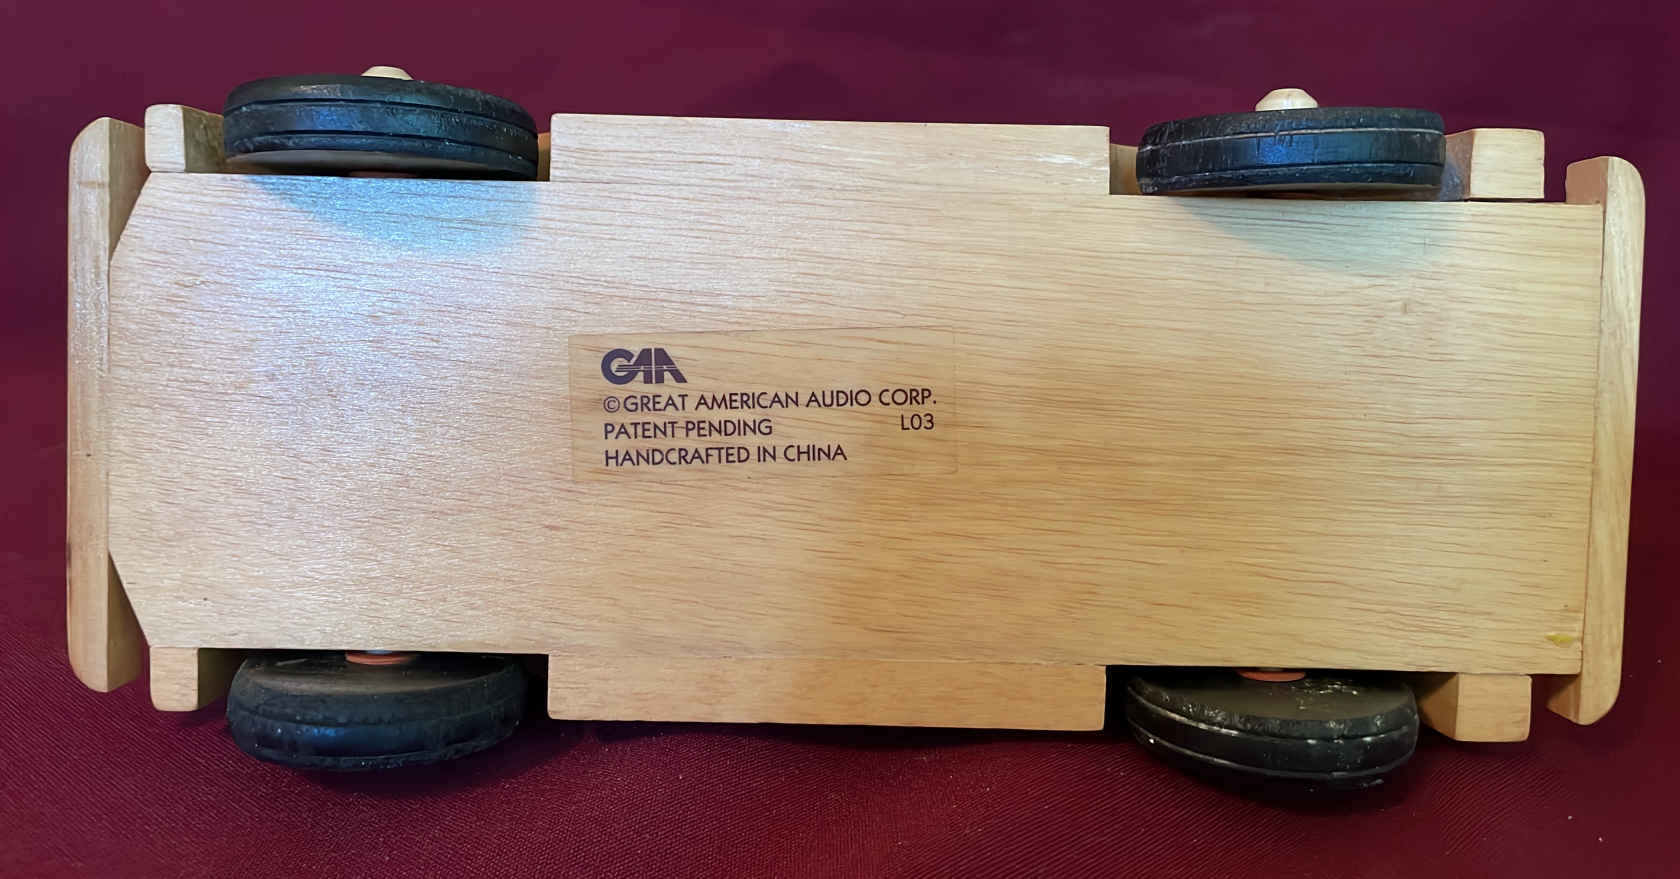 GAA
©GREAT AMERICAN AUDIO CORP.
PATENT PENDING L03
HANDCRAFTED IN CHINA